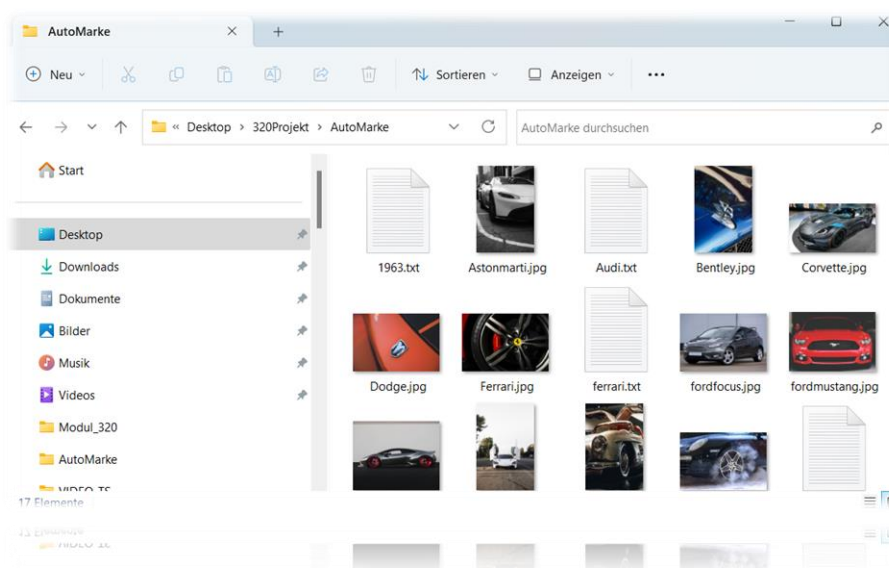 AutoMarke
Neu
Sortieren
Anzeigen
« Desktop > 320Projekt > AutoMarke
AutoMarke durchsuchen
Start
Desktop
Downloads
Dokumente
Bilder
Musik
Videos
Modul_320
AutoMarke
VIDEO_TS
1963.txt
Astonmarti.jpg
Audi.txt
Bentley.jpg
Corvette.jpg
Dodge.jpg
Ferrari.jpg
ferrari.txt
fordfocus.jpg
fordmustang.jpg
17 Elemente